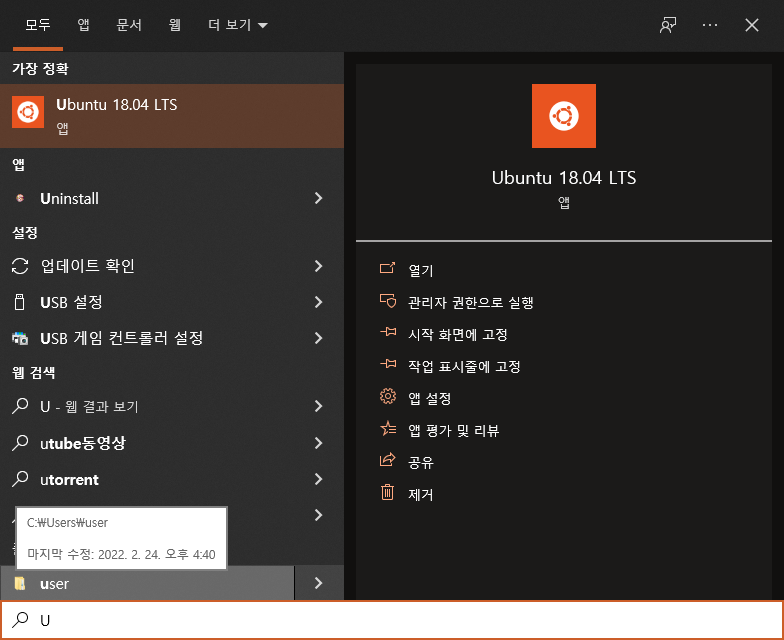 모두 앱 문서 웹 더 보기
가장 정확
Ubuntu 18.04 LTS
앱
앱
Uninstall
설정
업데이트 확인
USB 설정
USB 게임 컨트롤러 설정
웹 검색
U - 웹 결과 보기
utube동영상
utorrent
C:₩Users₩user
마지막 수정: 2022. 2. 24. 오후 4:40
user
U
Ubuntu 18.04 LTS
앱
열기
관리자 권한으로 실행
시작 화면에 고정
작업 표시줄에 고정
앱 설정
앱 평가 및 리뷰
공유
제거